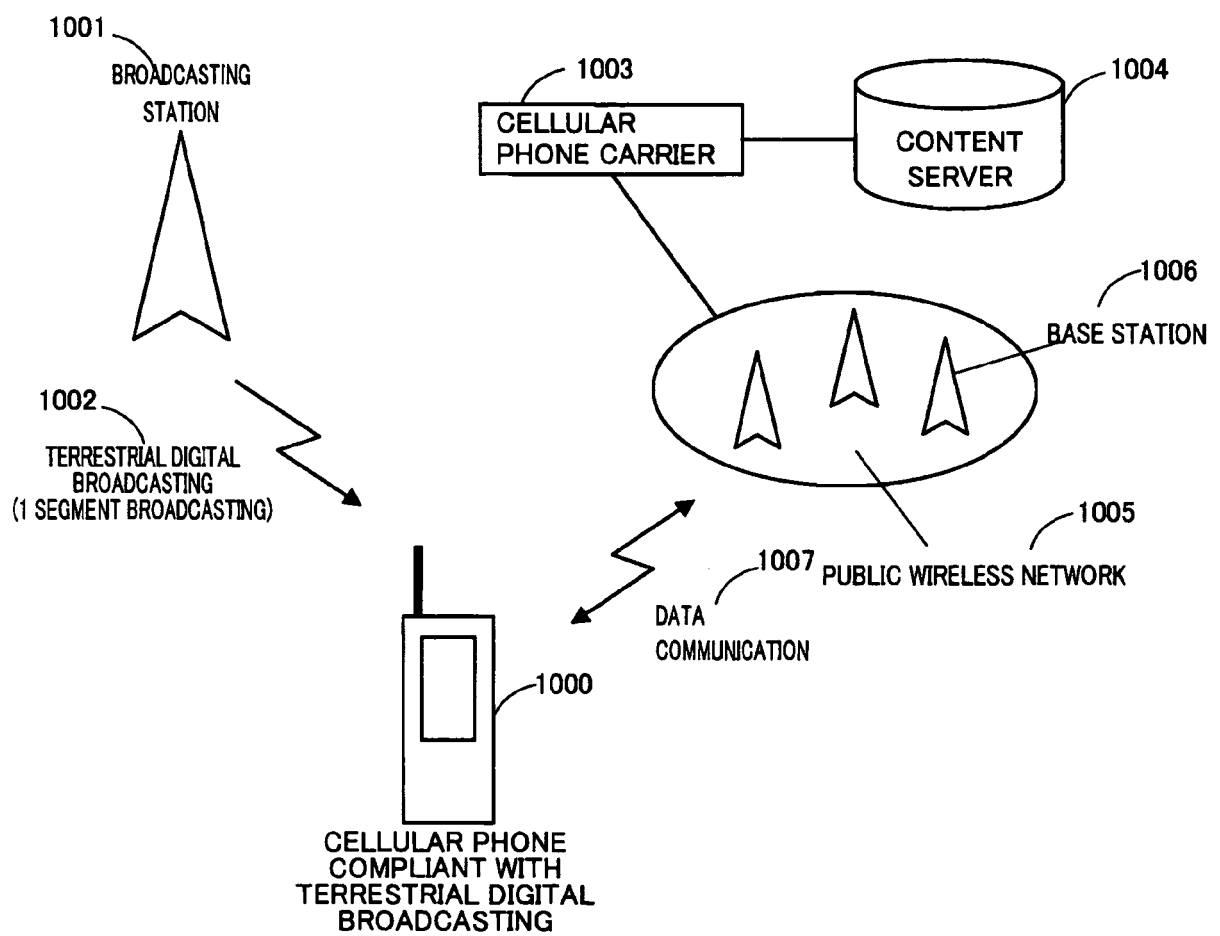 1001
BROADCASTING
STATION
1003
CELLULAR
PHONE CARRIER
1004
CONTENT
SERVER
1006
BASE STATION
1002
TERRESTRIAL DIGITAL
BROADCASTING
(1 SEGMENT BROADCASTING)
1005
PUBLIC WIRELESS NETWORK
1007
DATA
COMMUNICATION
1000
CELLULAR PHONE
COMPLIANT WITH
TERRESTRIAL DIGITAL
BROADCASTING